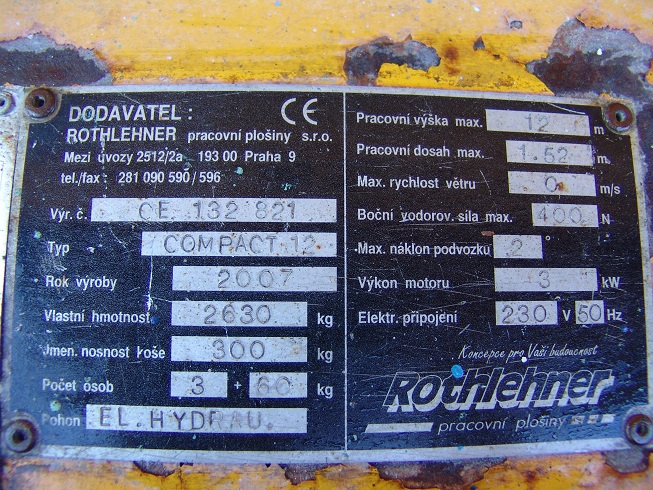 DODAVATEL : CE
ROTHLEHNER pracovní plošiny s.r.o.
Mezi úvozy 2512/2a 193 00 Praha 9
tel./fax : 281 090 590 / 596
Výr. č. CE 132 821
Typ COMPACT 12
Rok výroby 2007
Vlastní hmotnost 2630 kg
Jmen. nosnost koše 300 kg
Počet osob 3 + 60 kg
Pohon EL. HYDRAU.
Pracovní výška max. 12 m
Pracovní dosah max. 1.52 m
Max. rychlost větru 0 m/s
Boční vodorov. síla max. 400 N
Max. náklon podvozku 2 °
Výkon motoru 3 kW
Elektr. připojení 230 V 50 Hz
Koncepce pro Vaši budoucnost
Rothlehner
pracovní plošiny